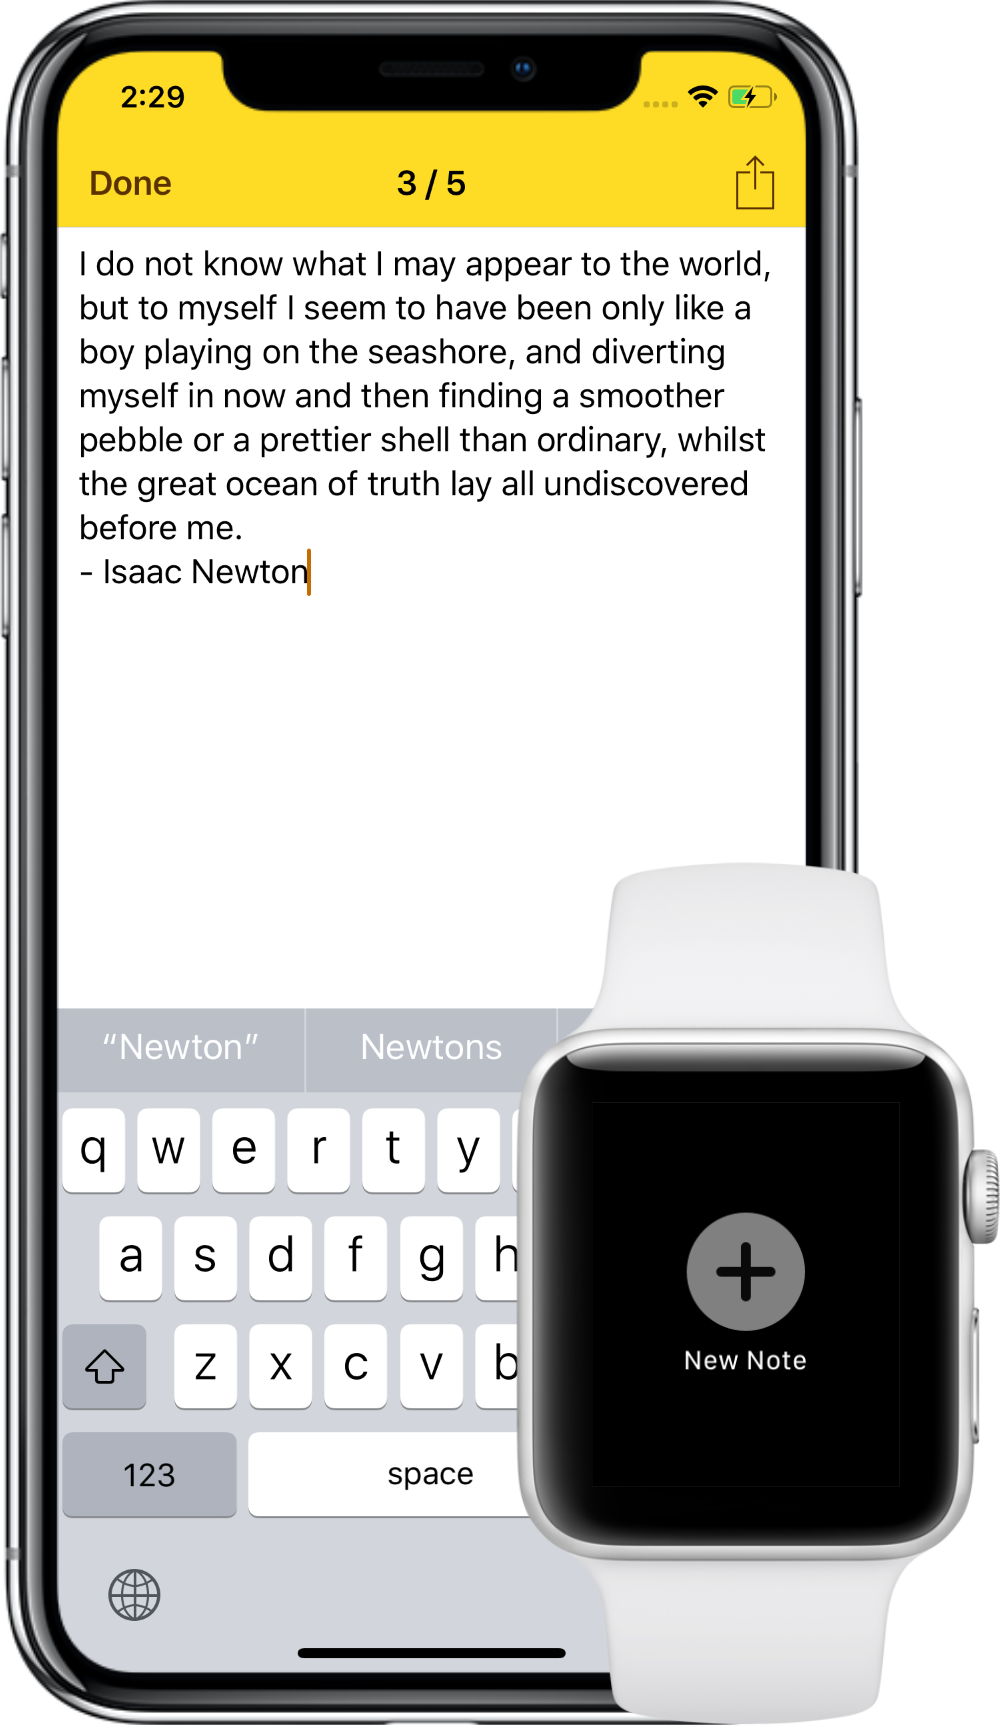 2:29
Done 3 / 5
I do not know what I may appear to the world,
but to myself I seem to have been only like a
boy playing on the seashore, and diverting
myself in now and then finding a smoother
pebble or a prettier shell than ordinary, whilst
the great ocean of truth lay all undiscovered
before me.
- Isaac Newton
“Newton” Newtons
q w e r t y
a s d f g h
z x c v b
123 space
New Note